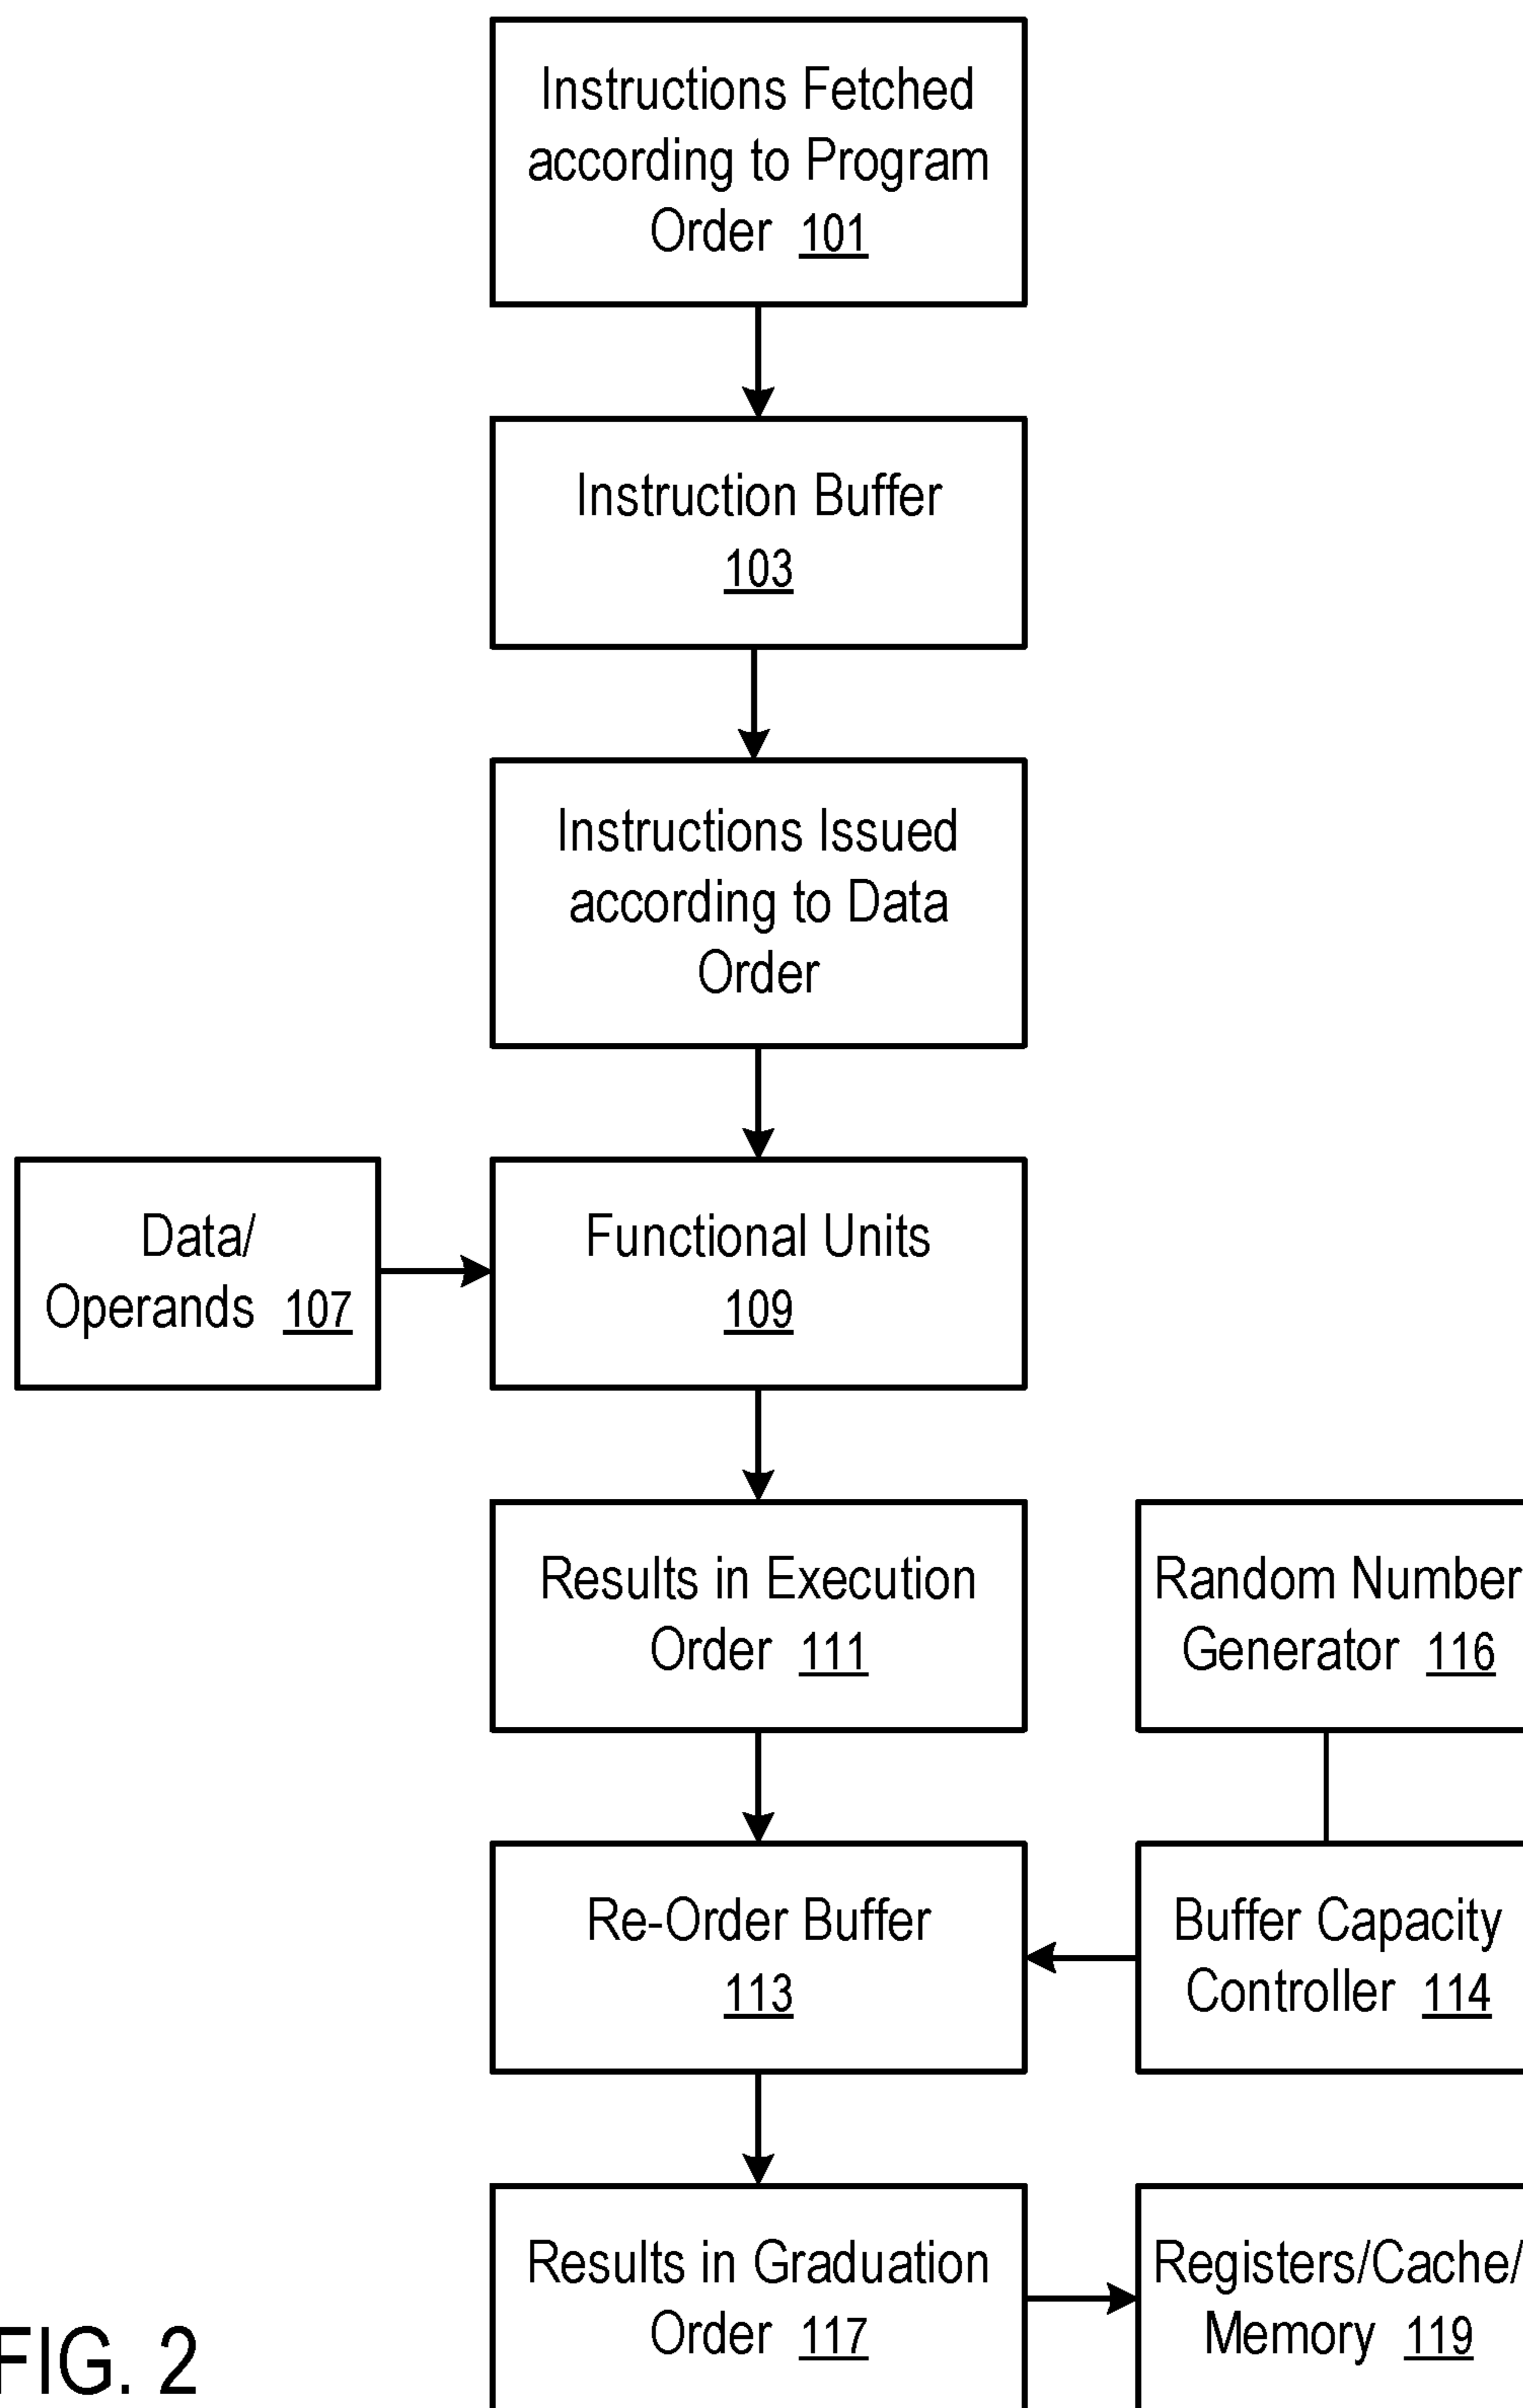 Instructions Fetched
according to Program
Order 101
Instruction Buffer
103
Instructions Issued
according to Data
Order
Data/
Operands 107
Functional Units
109
Results in Execution
Order 111
Random Number
Generator 116
Re-Order Buffer
113
Buffer Capacity
Controller 114
Results in Graduation
Order 117
Registers/Cache/
Memory 119
FIG. 2